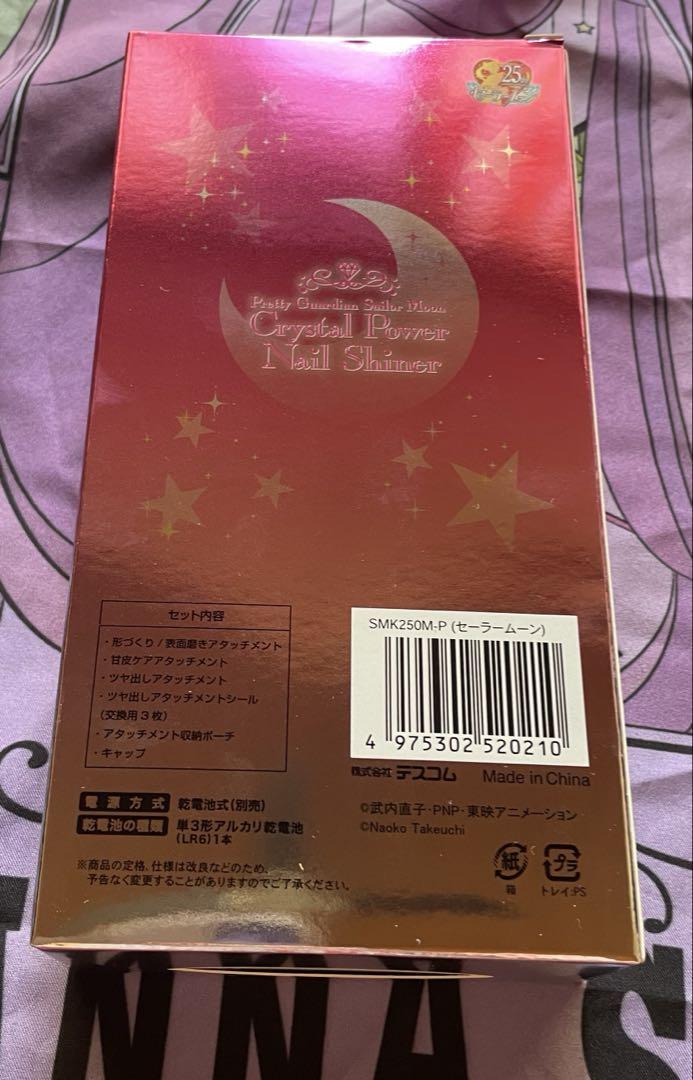 25th
セーラームーン
Pretty Guardian Sailor Moon
Crystal Power
Nail Shiner
セット内容
・形づくり/表面磨きアタッチメント
・甘皮ケアアタッチメント
・ツヤ出しアタッチメント
・ツヤ出しアタッチメントシール
(交換用3枚)
・アタッチメント収納ポーチ
・キャップ
SMK250M-P (セーラームーン)
4 975302 520210
株式会社 テスコム
Made in China
電源方式 乾電池式(別売)
乾電池の種類 単3形アルカリ乾電池
(LR6)1本
©武内直子・PNP・東映アニメーション
©Naoko Takeuchi
※商品の定格、仕様は改良などのため、
予告なく変更することがありますのでご了承ください。
紙
箱
プラ
トレイ:PS